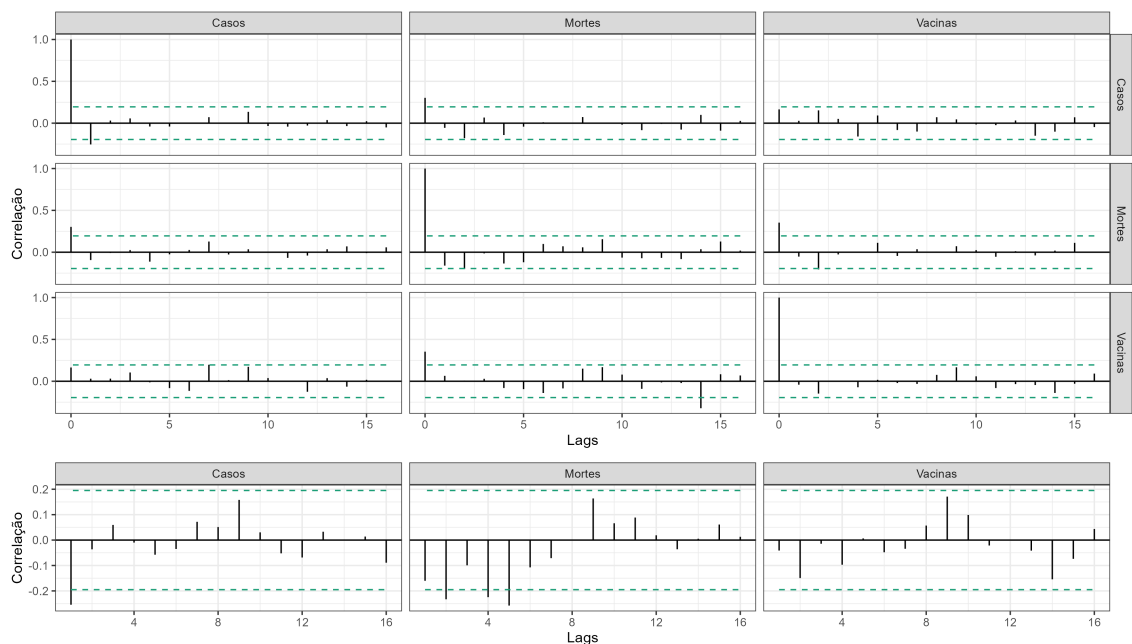 Casos Mortes Vacinas
1.0
0.5
0.0
Casos
1.0
0.5
0.0
Mortes
1.0
0.5
0.0
Vacinas
0 5 10 15 0 5 10 15 0 5 10 15
Lags
Correlação
Casos Mortes Vacinas
0.2
0.1
0.0
-0.1
-0.2
4 8 12 16 4 8 12 16 4 8 12 16
Lags
Correlação